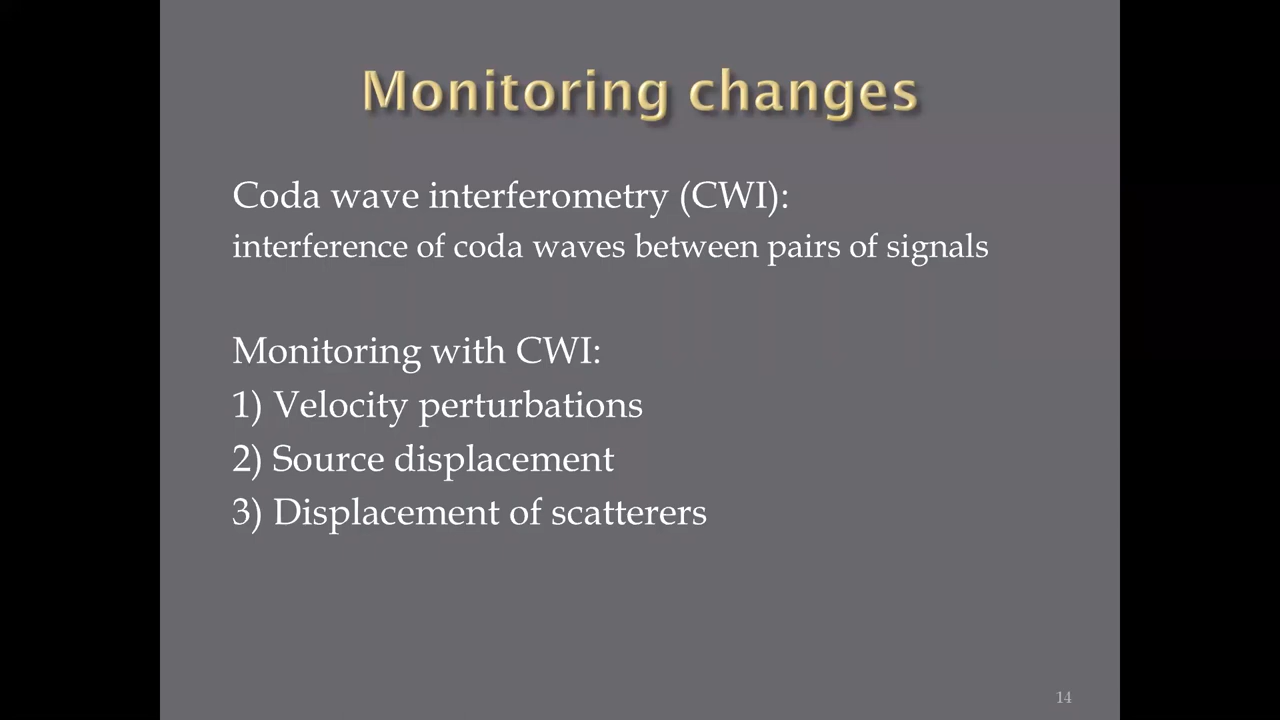 Monitoring changes
Coda wave interferometry (CWI):
interference of coda waves between pairs of signals
Monitoring with CWI:
1) Velocity perturbations
2) Source displacement
3) Displacement of scatterers
14